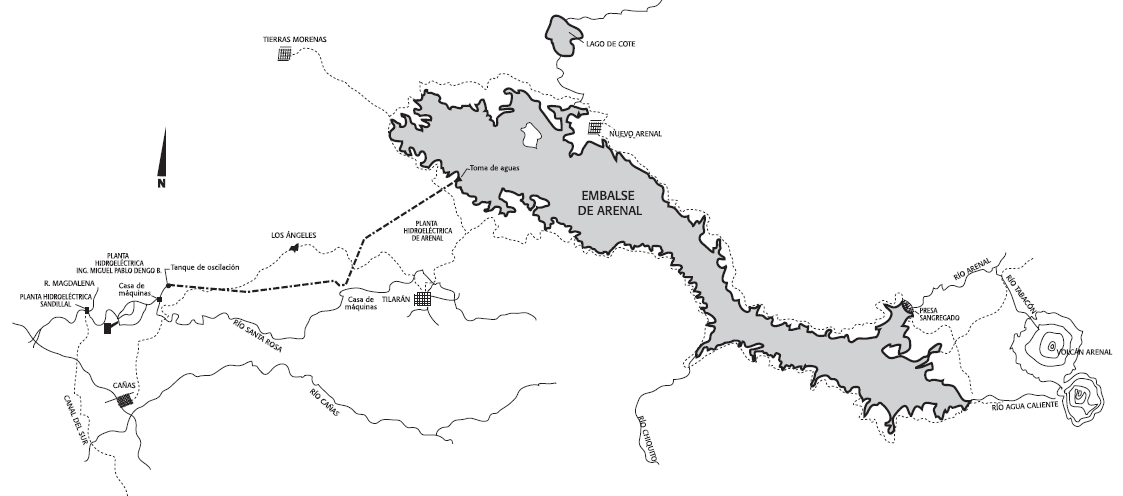 LAGO DE COTE
TIERRAS MORENAS
NUEVO ARENAL
Toma de aguas
EMBALSE
DE ARENAL
N
PLANTA
HIDROELÉCTRICA
DE ARENAL
LOS ÁNGELES
PLANTA
HIDROELÉCTRICA
ING. MIGUEL PABLO DENGO B.
Tanque de oscilación
R. MAGDALENA
Casa de
máquinas
PLANTA HIDROELÉCTRICA
SANDILLAL
Casa de
máquinas
TILARÁN
RÍO SANTA ROSA
RÍO ARENAL
RÍO TABACÓN
PRESA
SANGREGADO
VOLCÁN ARENAL
CAÑAS
RÍO CAÑAS
CANAL DEL SUR
RÍO CHIQUITO
RÍO AGUA CALIENTE